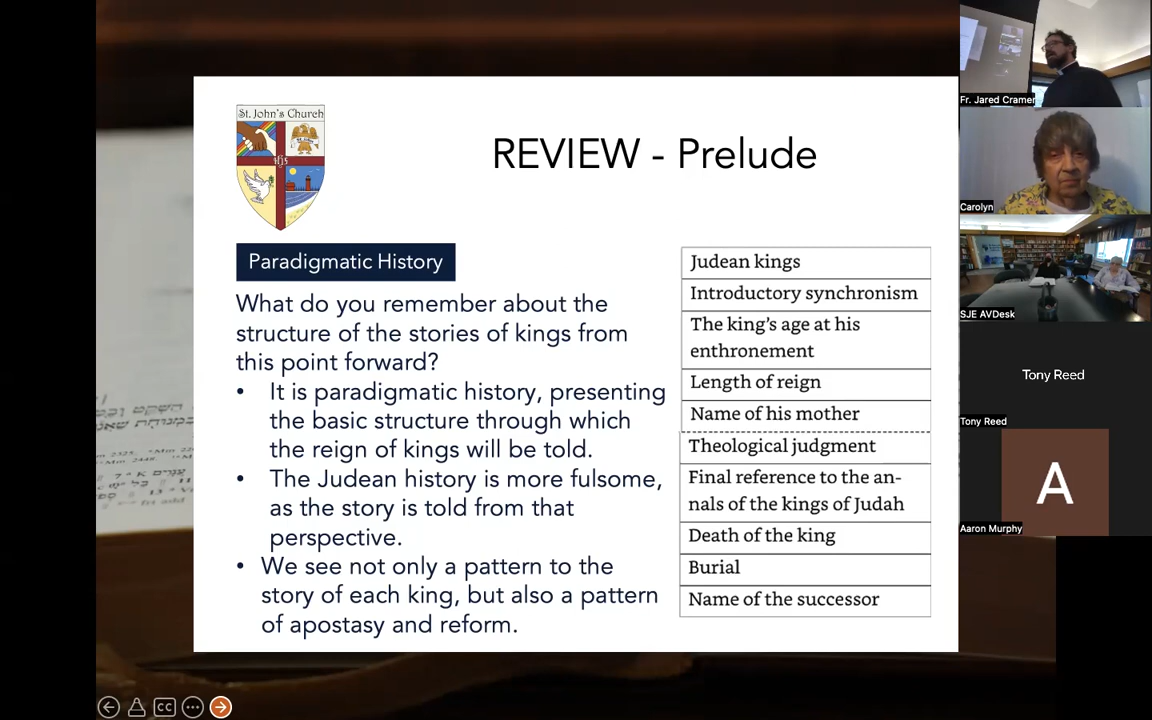 St. John's Church
REVIEW - Prelude
Paradigmatic History
What do you remember about the
structure of the stories of kings from
this point forward?
• It is paradigmatic history, presenting
the basic structure through which
the reign of kings will be told.
• The Judean history is more fulsome,
as the story is told from that
perspective.
• We see not only a pattern to the
story of each king, but also a pattern
of apostasy and reform.
Judean kings
Introductory synchronism
The king's age at his
enthronement
Length of reign
Name of his mother
Theological judgment
Final reference to the an-
nals of the kings of Judah
Death of the king
Burial
Name of the successor
Fr. Jared Cramer
Carolyn
SJE AVDesk
Tony Reed
Tony Reed
A
Aaron Murphy
CC